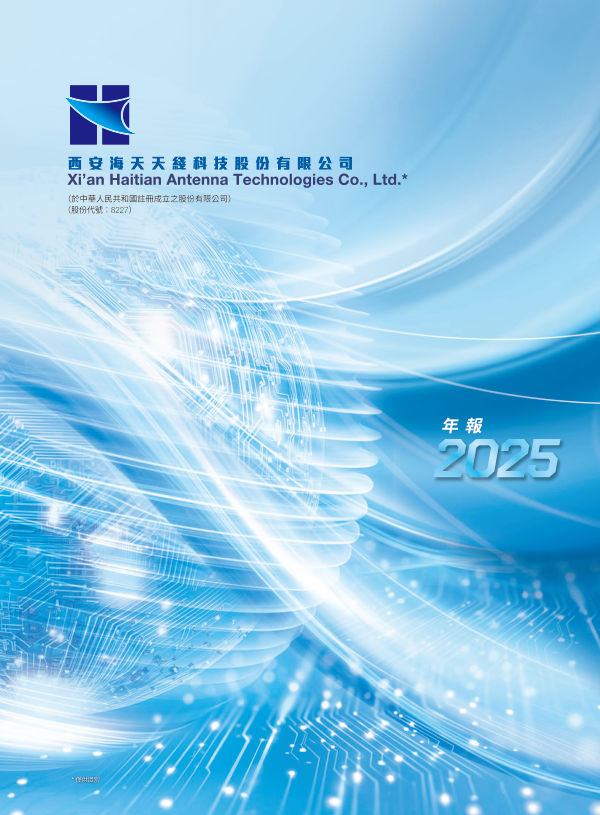 西安海天天綫科技股份有限公司
Xi'an Haitian Antenna Technologies Co., Ltd.*
(於中華人民共和國註冊成立之股份有限公司)
(股份代號：8227)
年報
2025
* 僅供識別